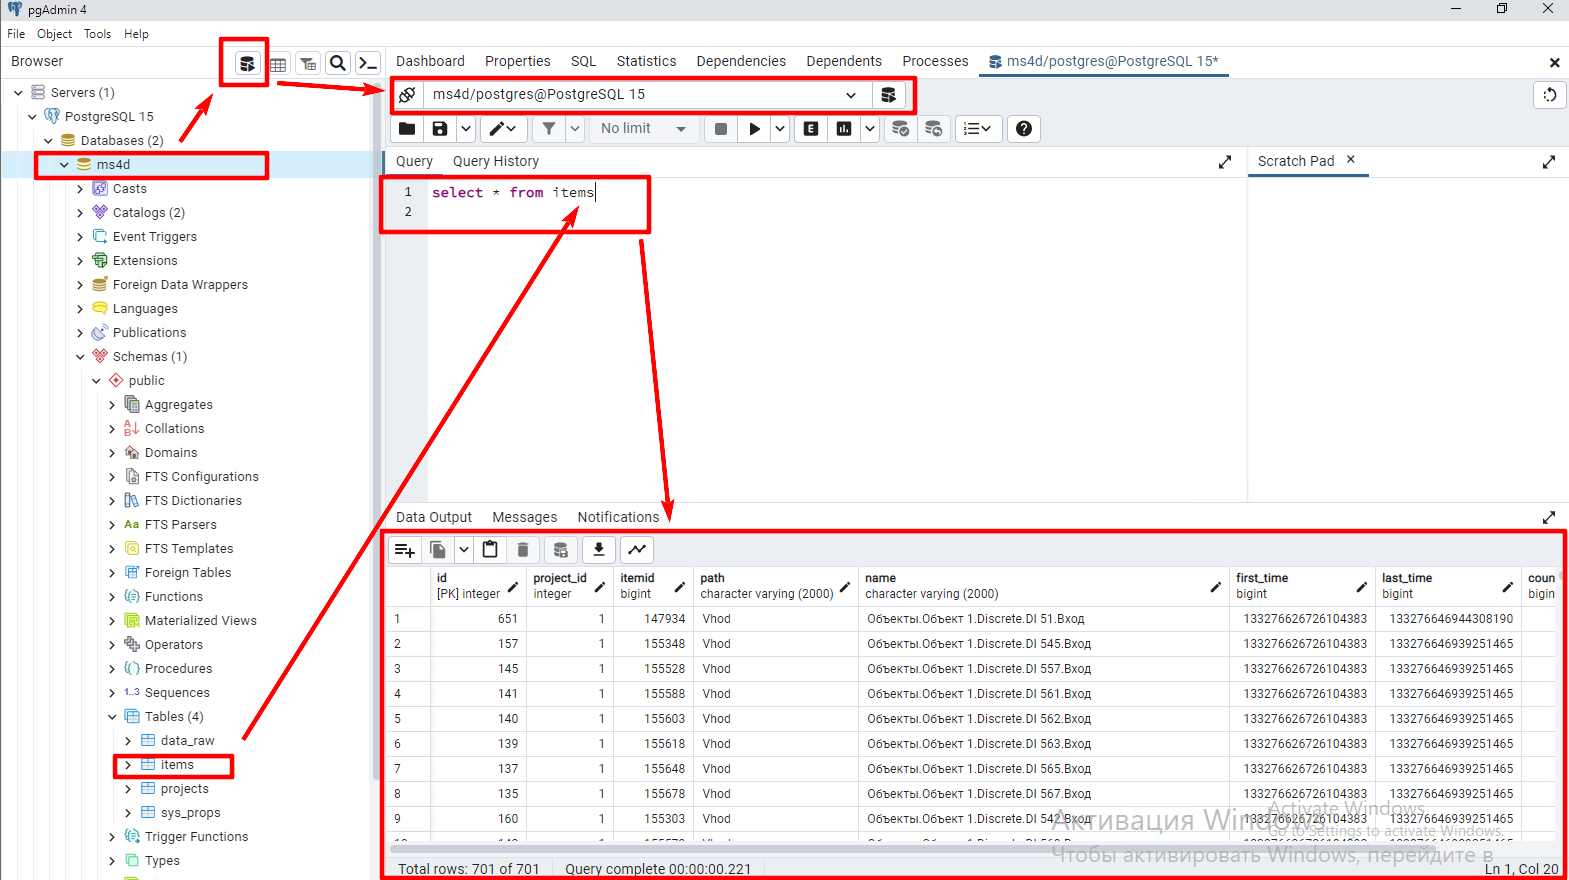 pgAdmin 4
File Object Tools Help
Browser
Servers (1)
PostgreSQL 15
Databases (2)
ms4d
Casts
Catalogs (2)
Event Triggers
Extensions
Foreign Data Wrappers
Languages
Publications
Schemas (1)
public
Aggregates
Collations
Domains
FTS Configurations
FTS Dictionaries
FTS Parsers
FTS Templates
Foreign Tables
Functions
Materialized Views
Operators
Procedures
1..3 Sequences
Tables (4)
data_raw
items
projects
sys_props
Trigger Functions
Types
Dashboard Properties SQL Statistics Dependencies Dependents Processes ms4d/postgres@PostgreSQL 15*
ms4d/postgres@PostgreSQL 15
No limit
Query Query History
Scratch Pad
1 select * from items
2
Data Output Messages Notifications
id project_id itemid path name first_time last_time coun
[PK] integer integer bigint character varying (2000) character varying (2000) bigint bigint bigin
1 651 1 147934 Vhod Объекты.Объект 1.Discrete.DI 51.Вход 133276626726104383 133276646944308190
2 157 1 155348 Vhod Объекты.Объект 1.Discrete.DI 545.Вход 133276626726104383 133276646939251465
3 145 1 155528 Vhod Объекты.Объект 1.Discrete.DI 557.Вход 133276626726104383 133276646939251465
4 141 1 155588 Vhod Объекты.Объект 1.Discrete.DI 561.Вход 133276626726104383 133276646939251465
5 140 1 155603 Vhod Объекты.Объект 1.Discrete.DI 562.Вход 133276626726104383 133276646939251465
6 139 1 155618 Vhod Объекты.Объект 1.Discrete.DI 563.Вход 133276626726104383 133276646939251465
7 137 1 155648 Vhod Объекты.Объект 1.Discrete.DI 565.Вход 133276626726104383 133276646939251465
8 135 1 155678 Vhod Объекты.Объект 1.Discrete.DI 567.Вход 133276626726104383 133276646939251465
9 160 1 155303 Vhod Объекты.Объект 1.Discrete.DI 542.Вход 133276626726104383 133276646939251465
Activate Windows
Go to Settings to activate Windows.
Активация Windows
Чтобы активировать Windows, перейдите в
Total rows: 701 of 701 Query complete 00:00:00.221 Ln 1, Col 20